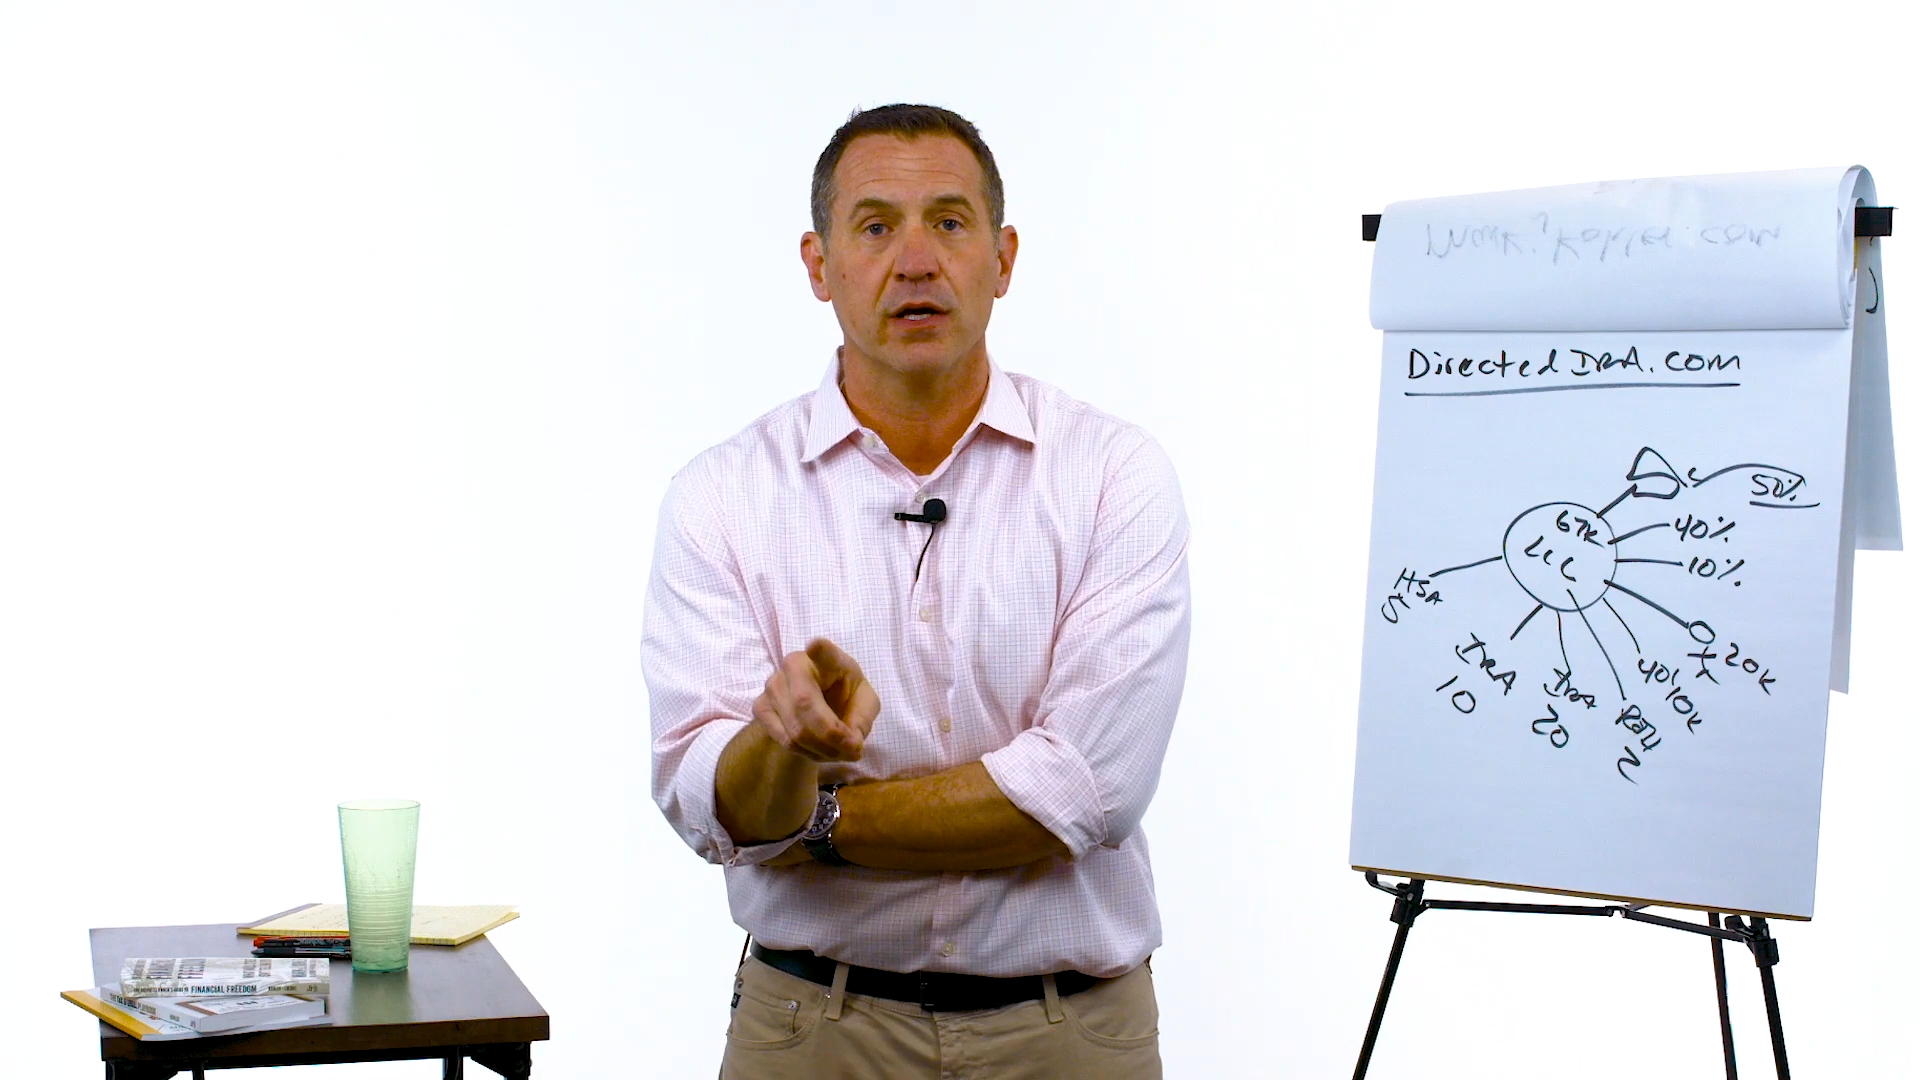 DirectedIRA.com
50%
67K
40%
LLC
10%
HSA
5
20K
IRA
10
IRA
20
401K
10K
Roth
2
FINANCIAL FREEDOM